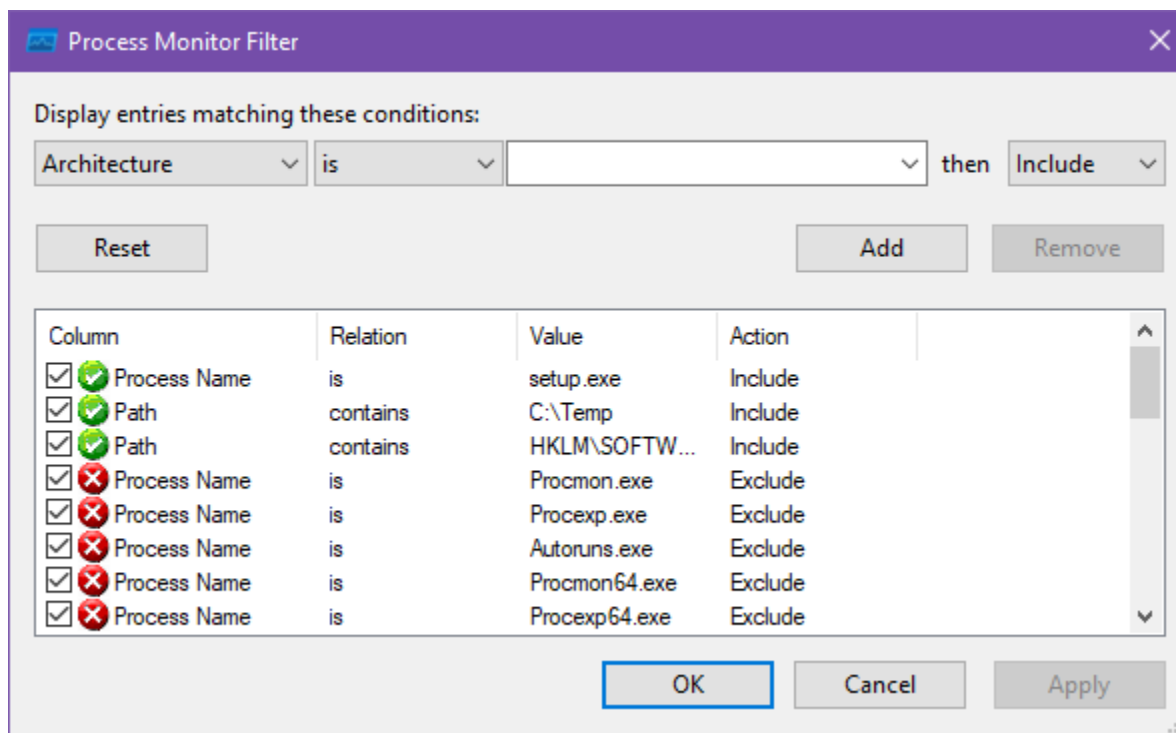 Process Monitor Filter
Display entries matching these conditions:
Architecture is then Include
Reset Add Remove
Column Relation Value Action
Process Name is setup.exe Include
Path contains C:\Temp Include
Path contains HKLM\SOFTW... Include
Process Name is Procmon.exe Exclude
Process Name is Procexp.exe Exclude
Process Name is Autoruns.exe Exclude
Process Name is Procmon64.exe Exclude
Process Name is Procexp64.exe Exclude
OK Cancel Apply